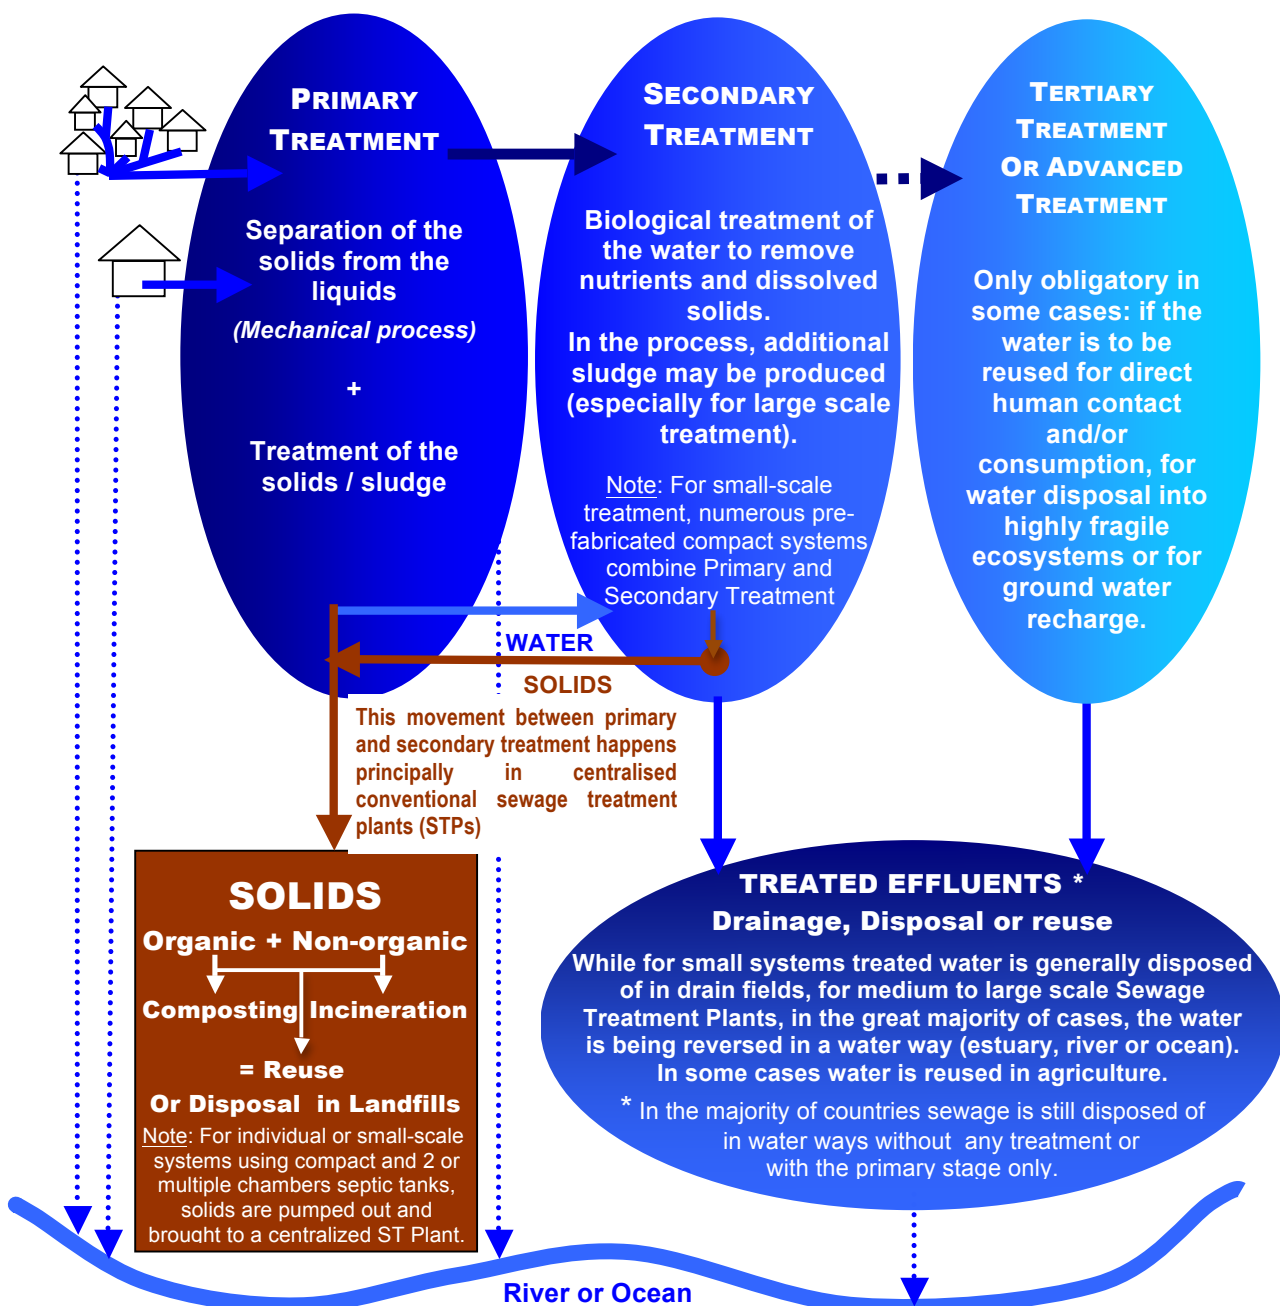 PRIMARY
TREATMENT
Separation of the
solids from the
liquids
(Mechanical process)
+
Treatment of the
solids / sludge
SECONDARY
TREATMENT
Biological treatment of
the water to remove
nutrients and dissolved
solids.
In the process, additional
sludge may be produced
(especially for large scale
treatment).
Note: For small-scale
treatment, numerous pre-
fabricated compact systems
combine Primary and
Secondary Treatment
TERTIARY
TREATMENT
OR ADVANCED
TREATMENT
Only obligatory in
some cases: if the
water is to be
reused for direct
human contact
and/or
consumption, for
water disposal into
highly fragile
ecosystems or for
ground water
recharge.
WATER
SOLIDS
This movement between primary
and secondary treatment happens
principally in centralised
conventional sewage treatment
plants (STPs)
SOLIDS
Organic + Non-organic
Composting Incineration
= Reuse
Or Disposal in Landfills
Note: For individual or small-scale
systems using compact and 2 or
multiple chambers septic tanks,
solids are pumped out and
brought to a centralized ST Plant.
TREATED EFFLUENTS *
Drainage, Disposal or reuse
While for small systems treated water is generally disposed
of in drain fields, for medium to large scale Sewage
Treatment Plants, in the great majority of cases, the water
is being reversed in a water way (estuary, river or ocean).
In some cases water is reused in agriculture.
* In the majority of countries sewage is still disposed of
in water ways without any treatment or
with the primary stage only.
River or Ocean